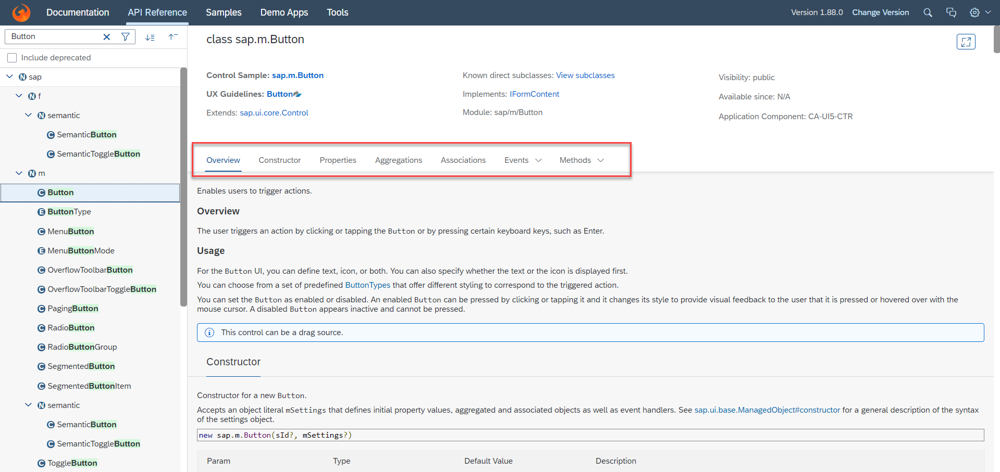 Documentation API Reference Samples Demo Apps Tools Version 1.88.0 Change Version
Button
Include deprecated
N sap
N f
N semantic
C SemanticButton
C SemanticToggleButton
N m
C Button
E ButtonType
C MenuButton
E MenuButtonMode
C OverflowToolbarButton
C OverflowToolbarToggleButton
C PagingButton
C RadioButton
C RadioButtonGroup
C SegmentedButton
C SegmentedButtonItem
N semantic
C SemanticButton
C SemanticToggleButton
C ToggleButton
class sap.m.Button
Control Sample: sap.m.Button
UX Guidelines: Button
Extends: sap.ui.core.Control
Known direct subclasses: View subclasses
Implements: IFormContent
Module: sap/m/Button
Visibility: public
Available since: N/A
Application Component: CA-UI5-CTR
Overview Constructor Properties Aggregations Associations Events Methods
Enables users to trigger actions.
Overview
The user triggers an action by clicking or tapping the Button or by pressing certain keyboard keys, such as Enter.
Usage
For the Button UI, you can define text, icon, or both. You can also specify whether the text or the icon is displayed first.
You can choose from a set of predefined ButtonTypes that offer different styling to correspond to the triggered action.
You can set the Button as enabled or disabled. An enabled Button can be pressed by clicking or tapping it and it changes its style to provide visual feedback to the user that it is pressed or hovered over with the
mouse cursor. A disabled Button appears inactive and cannot be pressed.
This control can be a drag source.
Constructor
Constructor for a new Button.
Accepts an object literal mSettings that defines initial property values, aggregated and associated objects as well as event handlers. See sap.ui.base.ManagedObject#constructor for a general description of the syntax
of the settings object.
new sap.m.Button(sId?, mSettings?)
Param Type Default Value Description